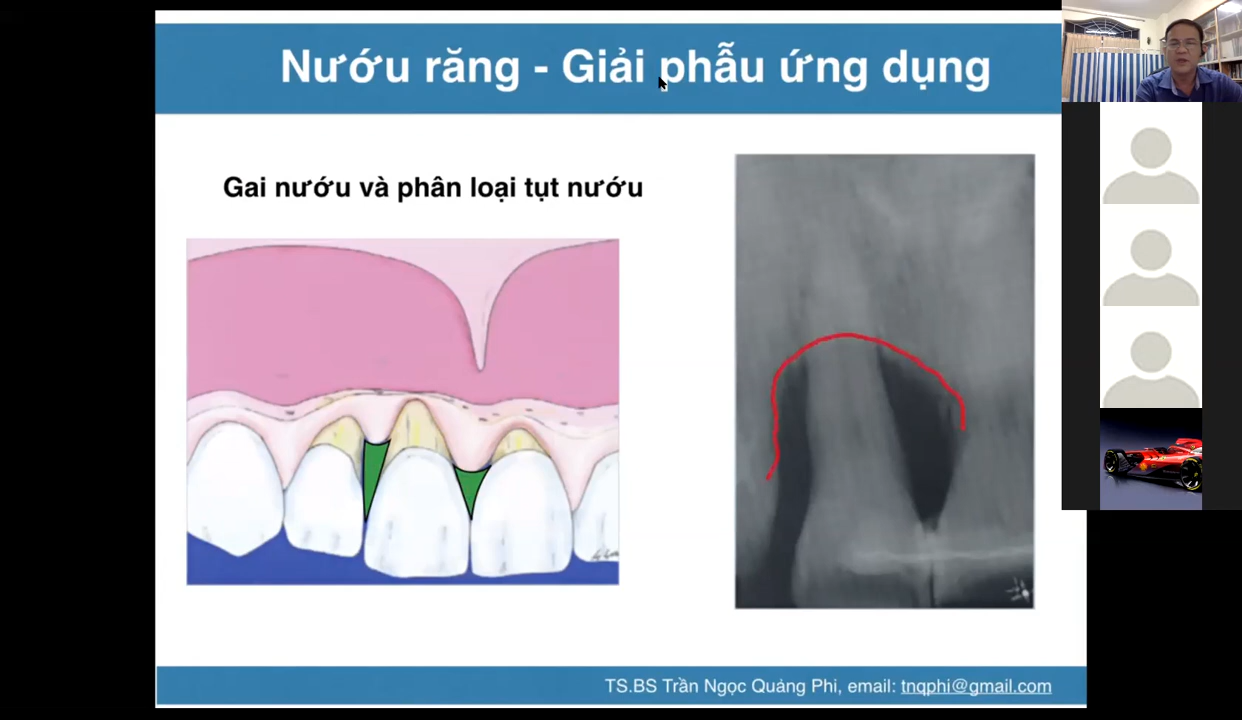 Nướu răng - Giải phẫu ứng dụng
Gai nướu và phân loại tụt nướu
TS.BS Trần Ngọc Quảng Phi, email: tnqphi@gmail.com